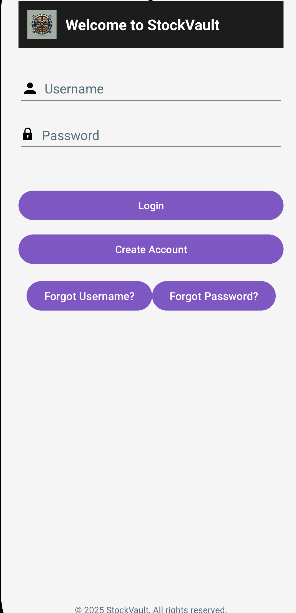 Welcome to StockVault
Username
Password
Login
Create Account
Forgot Username? Forgot Password?
© 2025 StockVault. All rights reserved.